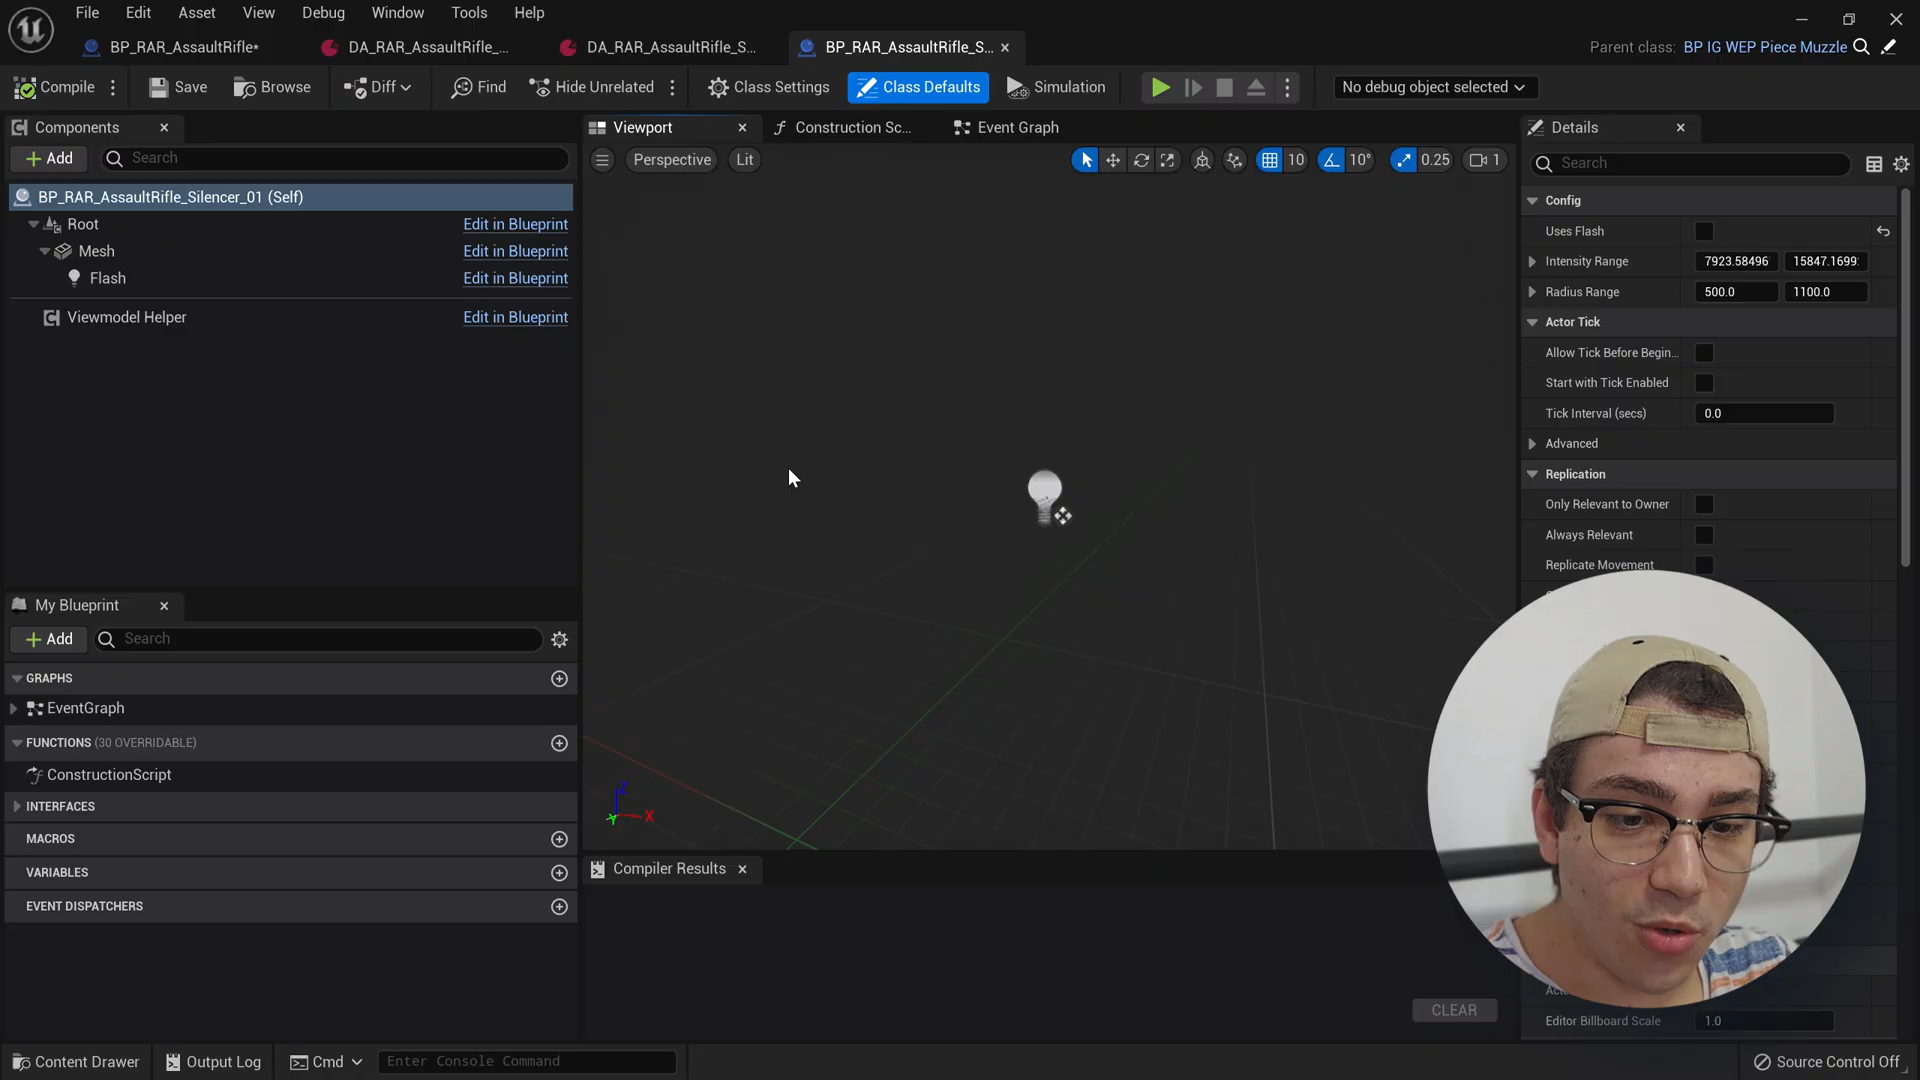 File Edit Asset View Debug Window Tools Help
BP_RAR_AssaultRifle* DA_RAR_AssaultRifle_... DA_RAR_AssaultRifle_S... BP_RAR_AssaultRifle_S... Parent class: BP IG WEP Piece Muzzle
Compile Save Browse Diff Find Hide Unrelated Class Settings Class Defaults Simulation No debug object selected
Components Viewport Construction Sc... Event Graph Details
Add Search Perspective Lit 10 10° 0.25 1 Search
BP_RAR_AssaultRifle_Silencer_01 (Self)
Root Edit in Blueprint
Mesh Edit in Blueprint
Flash Edit in Blueprint
Viewmodel Helper Edit in Blueprint
Config
Uses Flash
Intensity Range 7923.58496 15847.1699
Radius Range 500.0 1100.0
Actor Tick
Allow Tick Before Begin...
Start with Tick Enabled
Tick Interval (secs) 0.0
Advanced
Replication
Only Relevant to Owner
Always Relevant
Replicate Movement
My Blueprint
Add Search
GRAPHS
EventGraph
FUNCTIONS (30 OVERRIDABLE)
ConstructionScript
INTERFACES
MACROS
VARIABLES
EVENT DISPATCHERS
Z
Y X
Compiler Results
CLEAR
Editor Billboard Scale 1.0
Content Drawer Output Log Cmd Enter Console Command Source Control Off